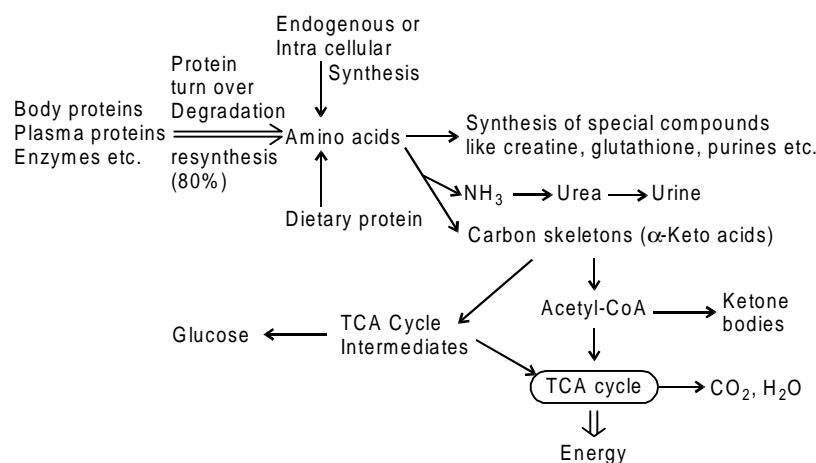 Endogenous or
Intra cellular
Synthesis
Protein
turn over
Degradation
Body proteins
Plasma proteins
Enzymes etc.
resynthesis
(80%)
Amino acids
Synthesis of special compounds
like creatine, glutathione, purines etc.
Dietary protein
NH₃
Urea
Urine
Carbon skeletons (α-Keto acids)
Acetyl-CoA
Ketone
bodies
Glucose
TCA Cycle
Intermediates
TCA cycle
CO₂, H₂O
Energy